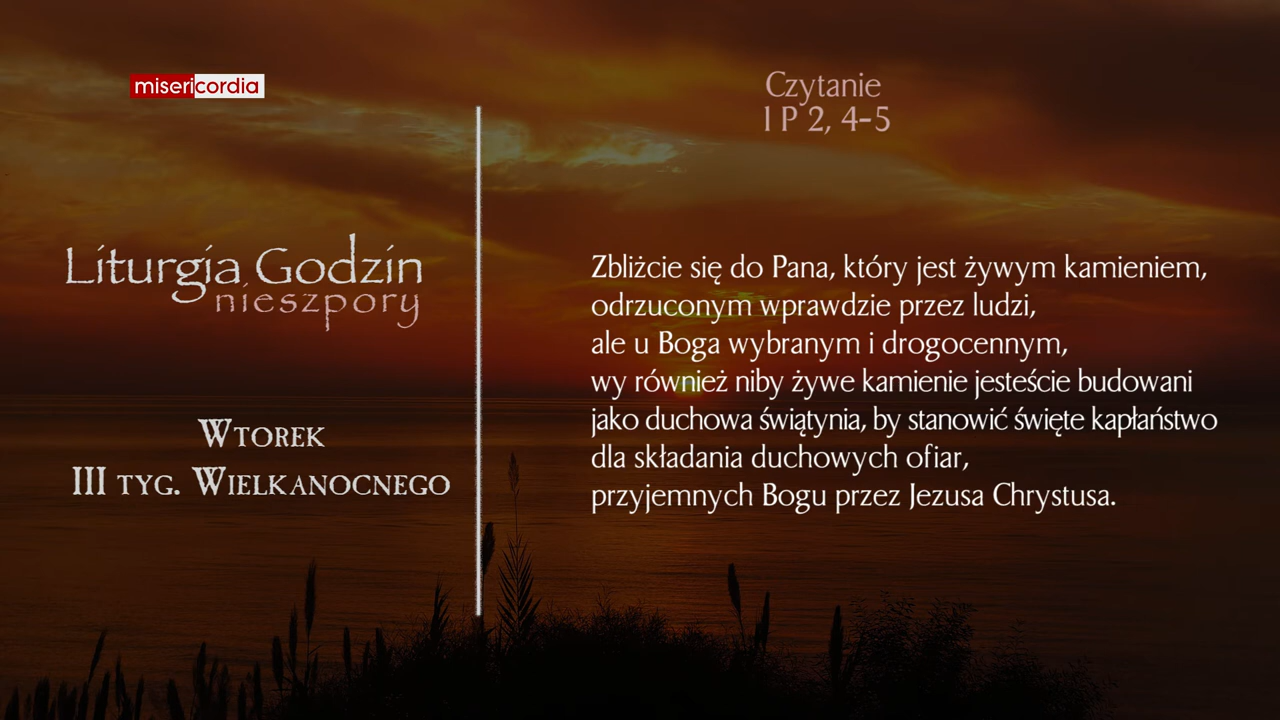 misericordia
Liturgia Godzin
nieszpory
Wtorek
III tyg. Wielkanocnego
Czytanie
1 P 2, 4-5
Zbliżcie się do Pana, który jest żywym kamieniem,
odrzuconym wprawdzie przez ludzi,
ale u Boga wybranym i drogocennym,
wy również niby żywe kamienie jesteście budowani
jako duchowa świątynia, by stanowić święte kapłaństwo
dla składania duchowych ofiar,
przyjemnych Bogu przez Jezusa Chrystusa.